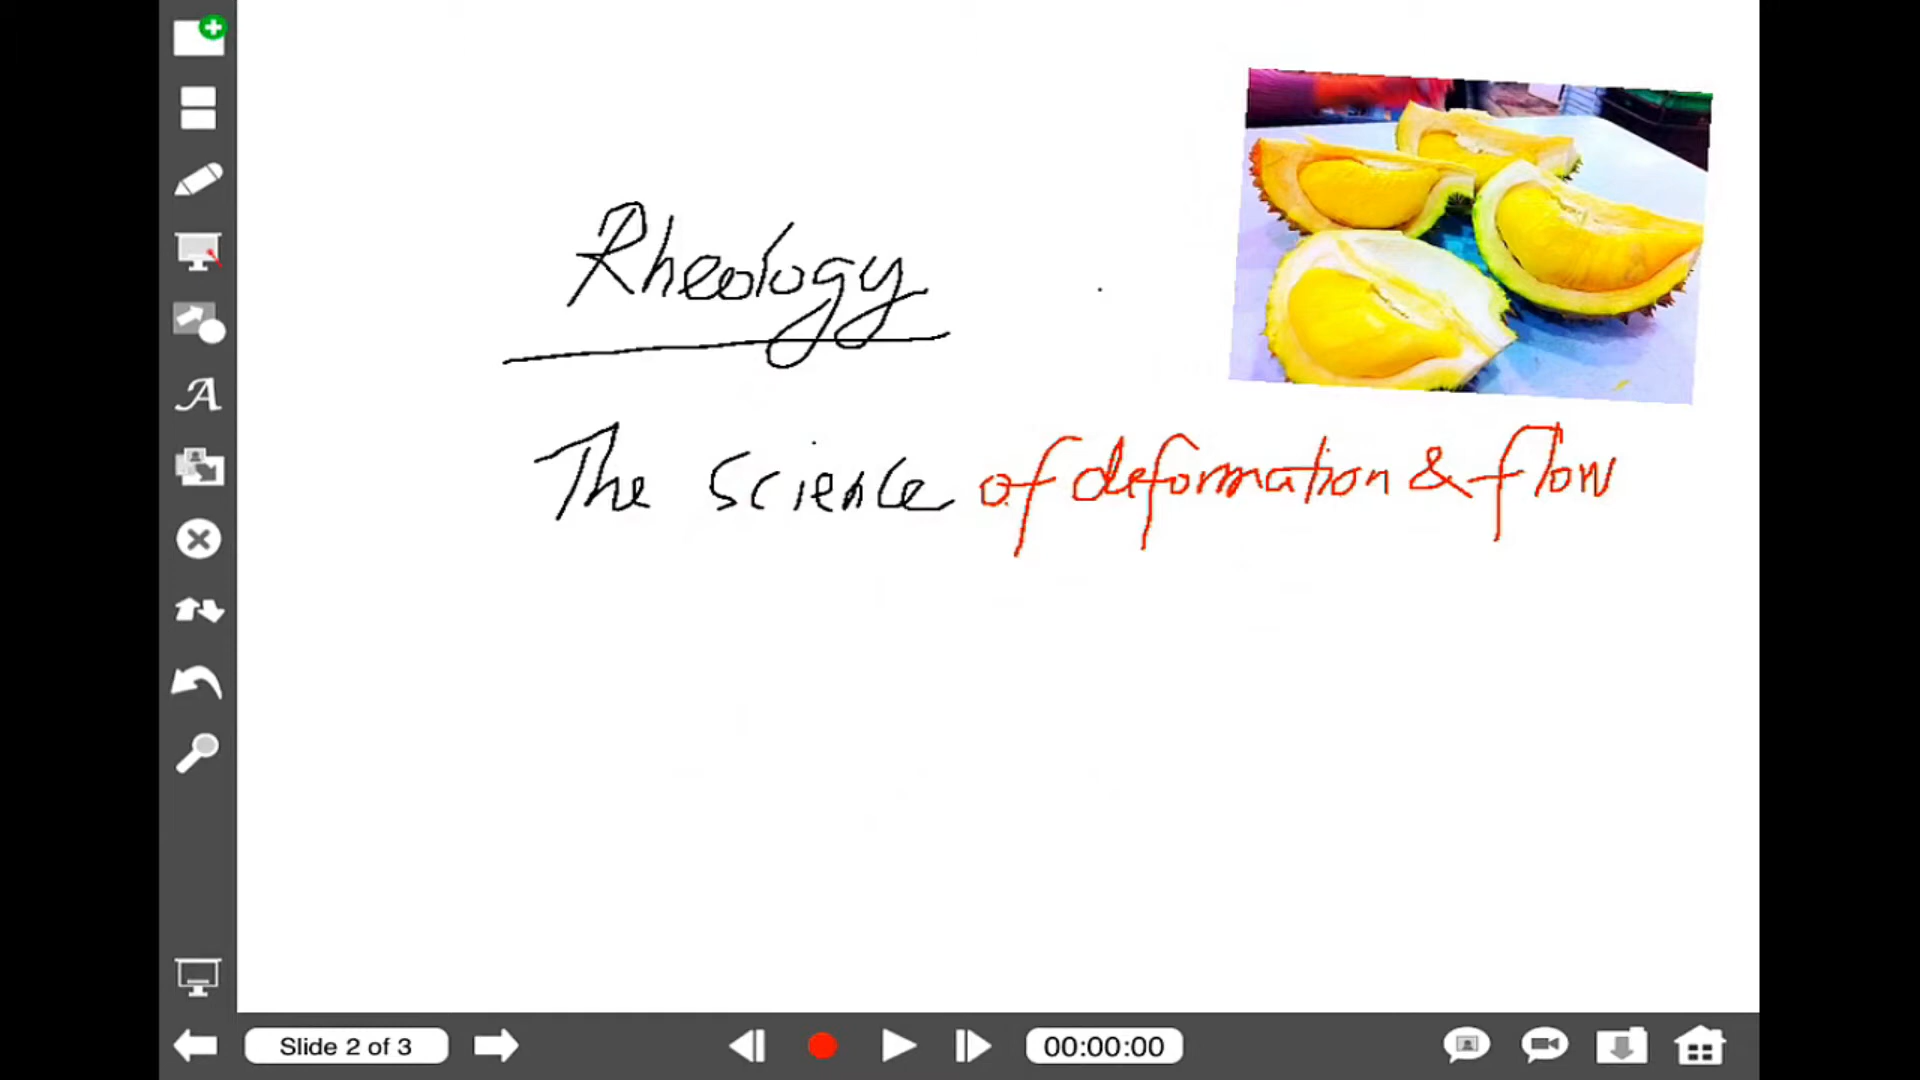 Rheology
The science of deformation & flow
Slide 2 of 3
00:00:00